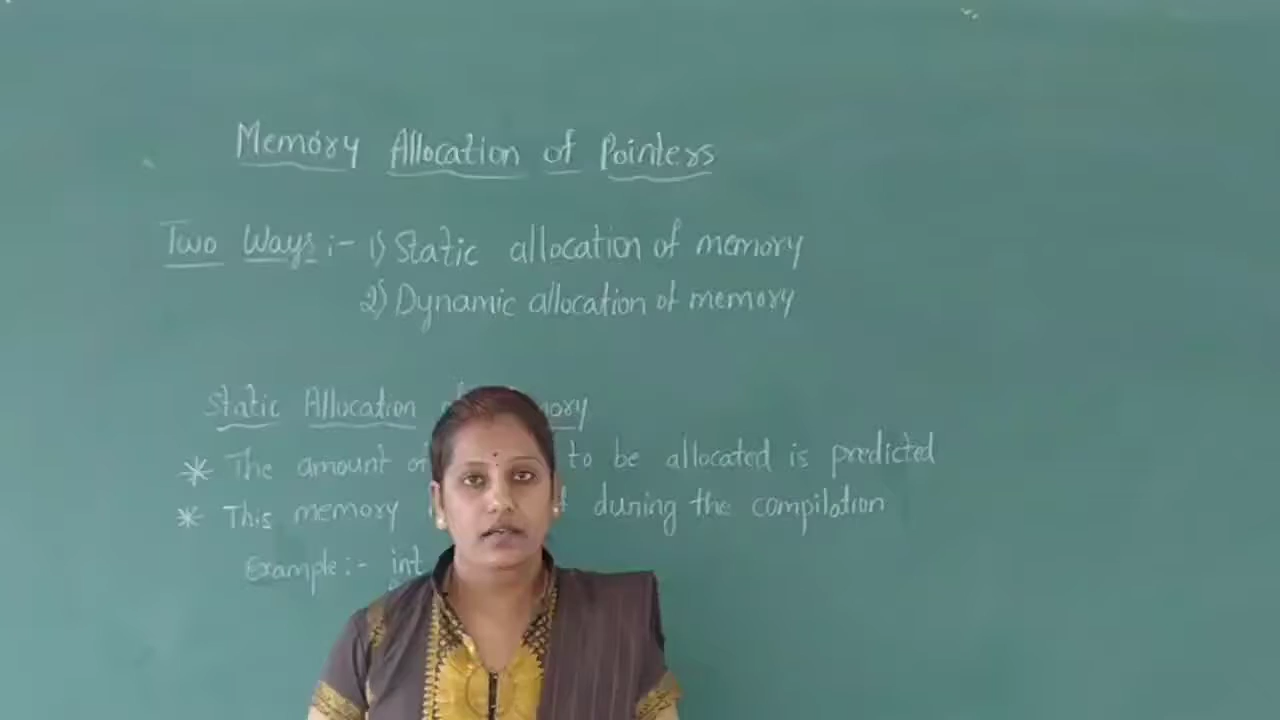 Memory Allocation of Pointers
Two Ways :- 1) Static allocation of memory
2) Dynamic allocation of memory
Static Allocation
* The amount to be allocated is predicted
* This memory during the compilation
Example :- int